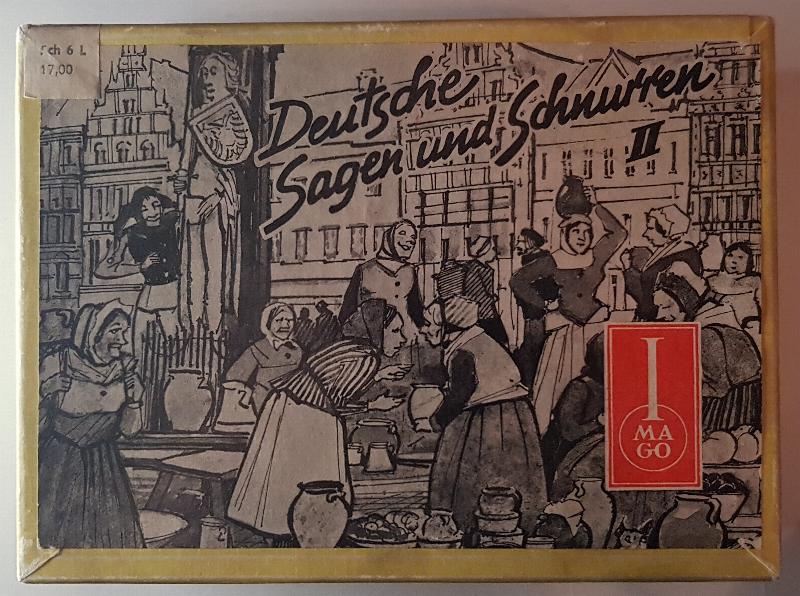 Sch 6 L
17,00
Deutsche
Sagen und Schnurren
II
I
MA
GO